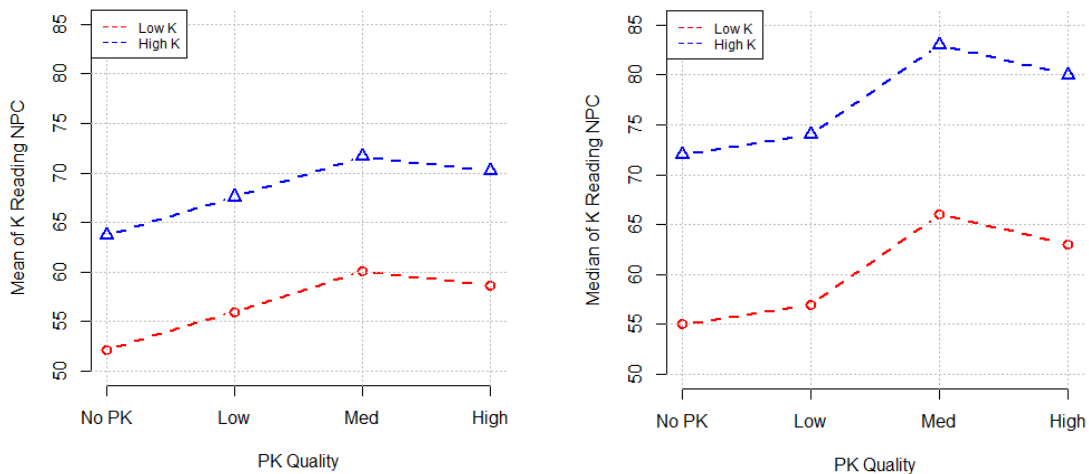 Low K
High K
Mean of K Reading NPC
85
80
75
70
65
60
55
50
No PK Low Med High
PK Quality
Low K
High K
Median of K Reading NPC
85
80
75
70
65
60
55
50
No PK Low Med High
PK Quality